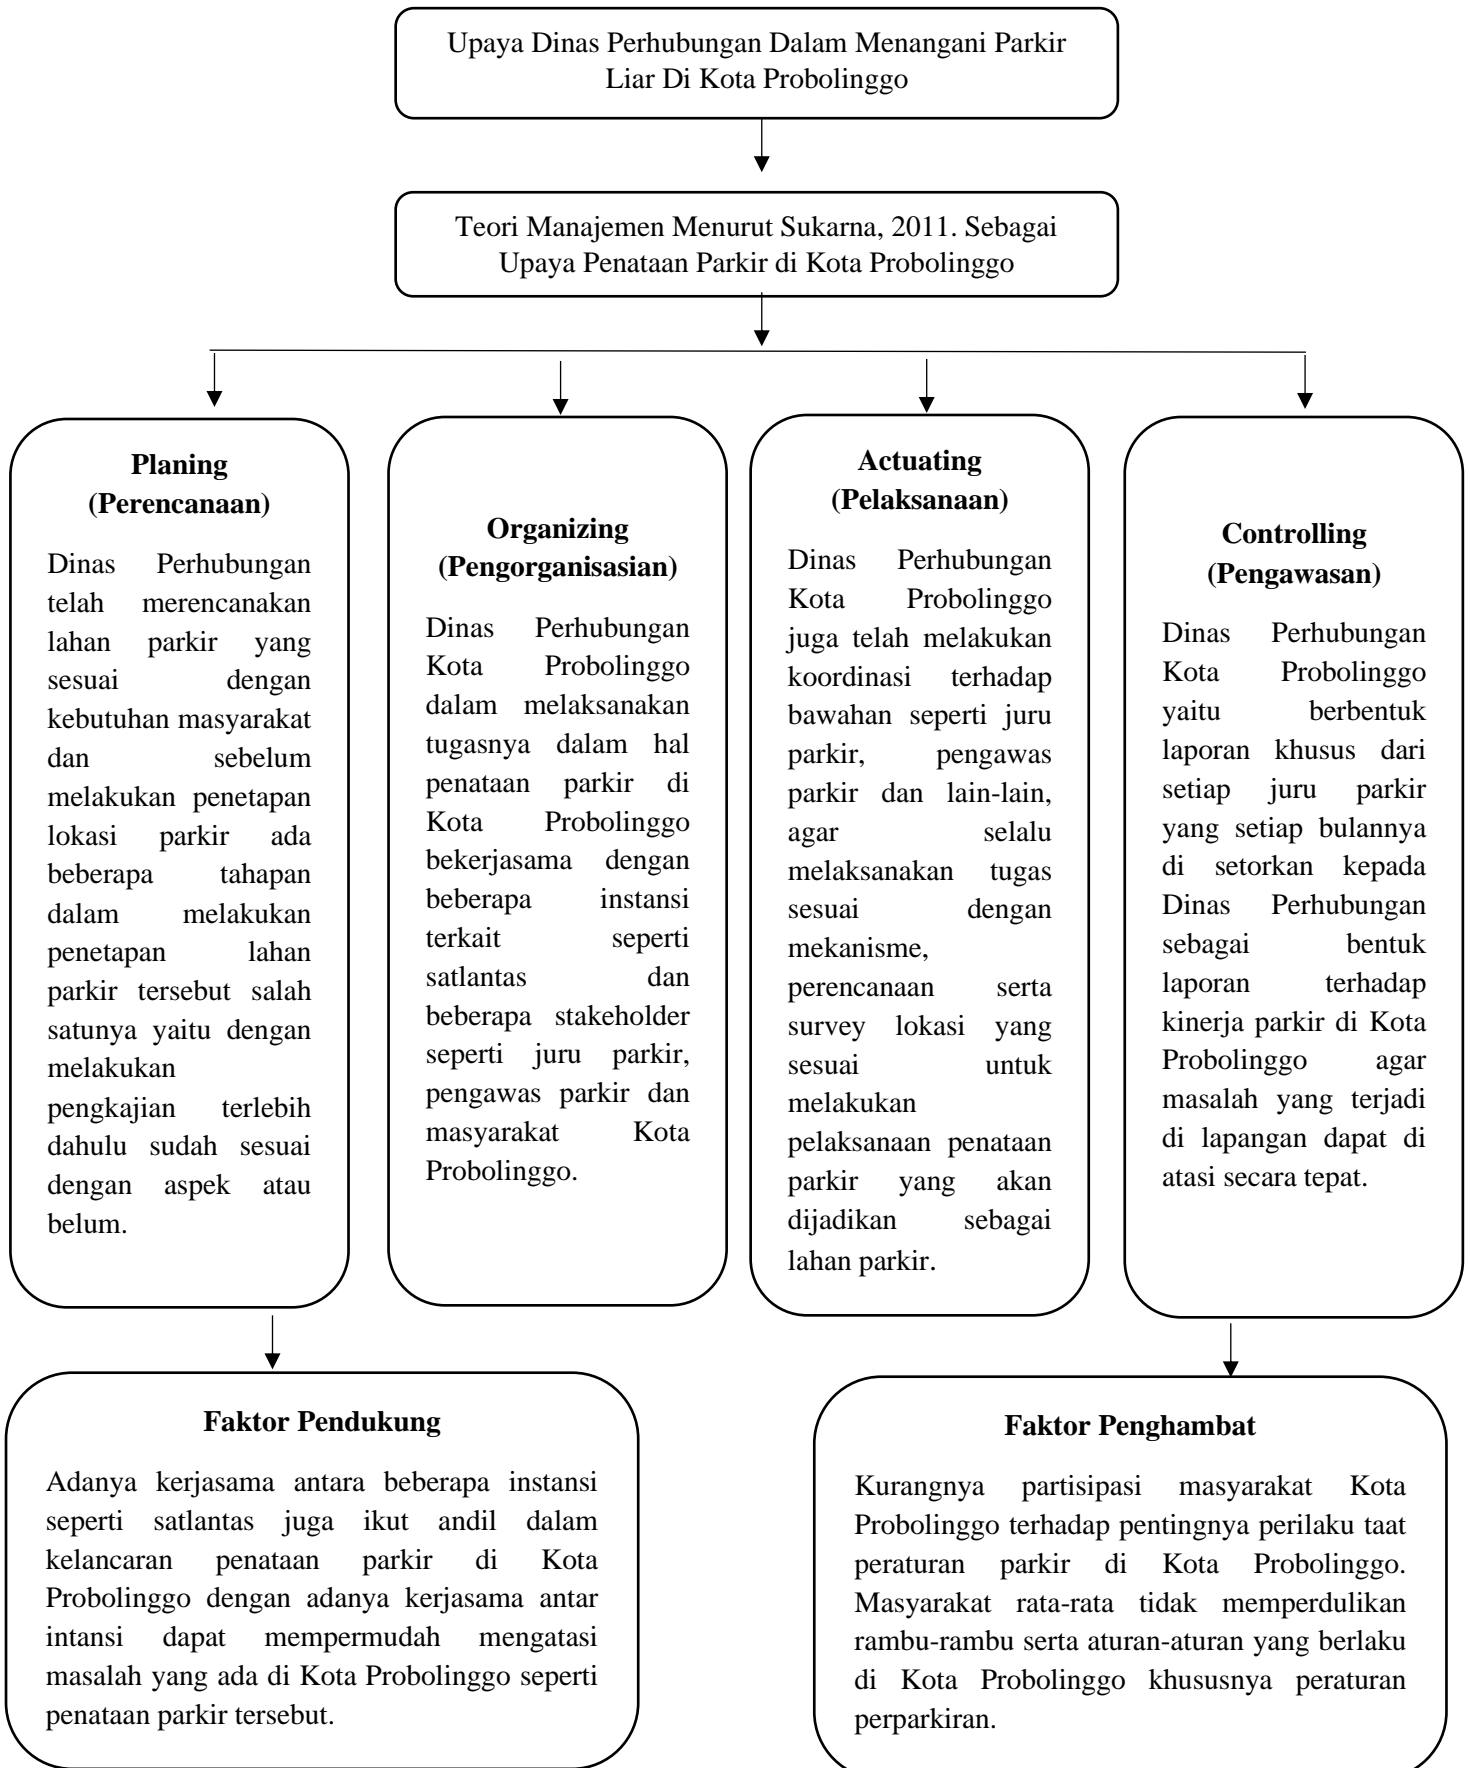 Upaya Dinas Perhubungan Dalam Menangani Parkir
Liar Di Kota Probolinggo
Teori Manajemen Menurut Sukarna, 2011. Sebagai
Upaya Penataan Parkir di Kota Probolinggo
Planing
(Perencanaan)
Dinas Perhubungan
telah merencanakan
lahan parkir yang
sesuai dengan
kebutuhan masyarakat
dan sebelum
melakukan penetapan
lokasi parkir ada
beberapa tahapan
dalam melakukan
penetapan lahan
parkir tersebut salah
satunya yaitu dengan
melakukan
pengkajian terlebih
dahulu sudah sesuai
dengan aspek atau
belum.
Organizing
(Pengorganisasian)
Dinas Perhubungan
Kota Probolinggo
dalam melaksanakan
tugasnya dalam hal
penataan parkir di
Kota Probolinggo
bekerjasama dengan
beberapa instansi
terkait seperti
satlantas dan
beberapa stakeholder
seperti juru parkir,
pengawas parkir dan
masyarakat Kota
Probolinggo.
Actuating
(Pelaksanaan)
Dinas Perhubungan
Kota Probolinggo
juga telah melakukan
koordinasi terhadap
bawahan seperti juru
parkir, pengawas
parkir dan lain-lain,
agar selalu
melaksanakan tugas
sesuai dengan
mekanisme,
perencanaan serta
survey lokasi yang
sesuai untuk
melakukan
pelaksanaan penataan
parkir yang akan
dijadikan sebagai
lahan parkir.
Controlling
(Pengawasan)
Dinas Perhubungan
Kota Probolinggo
yaitu berbentuk
laporan khusus dari
setiap juru parkir
yang setiap bulannya
di setorkan kepada
Dinas Perhubungan
sebagai bentuk
laporan terhadap
kinerja parkir di Kota
Probolinggo agar
masalah yang terjadi
di lapangan dapat di
atasi secara tepat.
Faktor Pendukung
Adanya kerjasama antara beberapa instansi
seperti satlantas juga ikut andil dalam
kelancaran penataan parkir di Kota
Probolinggo dengan adanya kerjasama antar
intansi dapat mempermudah mengatasi
masalah yang ada di Kota Probolinggo seperti
penataan parkir tersebut.
Faktor Penghambat
Kurangnya partisipasi masyarakat Kota
Probolinggo terhadap pentingnya perilaku taat
peraturan parkir di Kota Probolinggo.
Masyarakat rata-rata tidak memperdulikan
rambu-rambu serta aturan-aturan yang berlaku
di Kota Probolinggo khususnya peraturan
perparkiran.